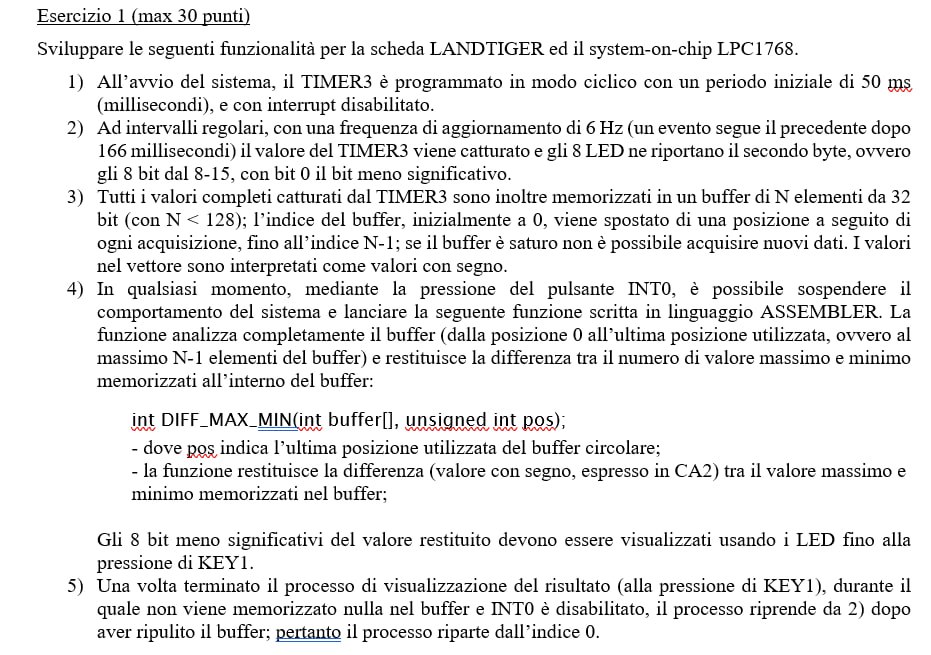 Esercizio 1 (max 30 punti)
Sviluppare le seguenti funzionalità per la scheda LANDTIGER ed il system-on-chip LPC1768.
1) All’avvio del sistema, il TIMER3 è programmato in modo ciclico con un periodo iniziale di 50 ms
(millisecondi), e con interrupt disabilitato.
2) Ad intervalli regolari, con una frequenza di aggiornamento di 6 Hz (un evento segue il precedente dopo
166 millisecondi) il valore del TIMER3 viene catturato e gli 8 LED ne riportano il secondo byte, ovvero
gli 8 bit dal 8-15, con bit 0 il bit meno significativo.
3) Tutti i valori completi catturati dal TIMER3 sono inoltre memorizzati in un buffer di N elementi da 32
bit (con N < 128); l’indice del buffer, inizialmente a 0, viene spostato di una posizione a seguito di
ogni acquisizione, fino all’indice N-1; se il buffer è saturo non è possibile acquisire nuovi dati. I valori
nel vettore sono interpretati come valori con segno.
4) In qualsiasi momento, mediante la pressione del pulsante INT0, è possibile sospendere il
comportamento del sistema e lanciare la seguente funzione scritta in linguaggio ASSEMBLER. La
funzione analizza completamente il buffer (dalla posizione 0 all’ultima posizione utilizzata, ovvero al
massimo N-1 elementi del buffer) e restituisce la differenza tra il numero di valore massimo e minimo
memorizzati all’interno del buffer:
int DIFF_MAX_MIN(int buffer[], unsigned int pos);
- dove pos indica l’ultima posizione utilizzata del buffer circolare;
- la funzione restituisce la differenza (valore con segno, espresso in CA2) tra il valore massimo e
minimo memorizzati nel buffer;
Gli 8 bit meno significativi del valore restituito devono essere visualizzati usando i LED fino alla
pressione di KEY1.
5) Una volta terminato il processo di visualizzazione del risultato (alla pressione di KEY1), durante il
quale non viene memorizzato nulla nel buffer e INT0 è disabilitato, il processo riprende da 2) dopo
aver ripulito il buffer; pertanto il processo riparte dall’indice 0.